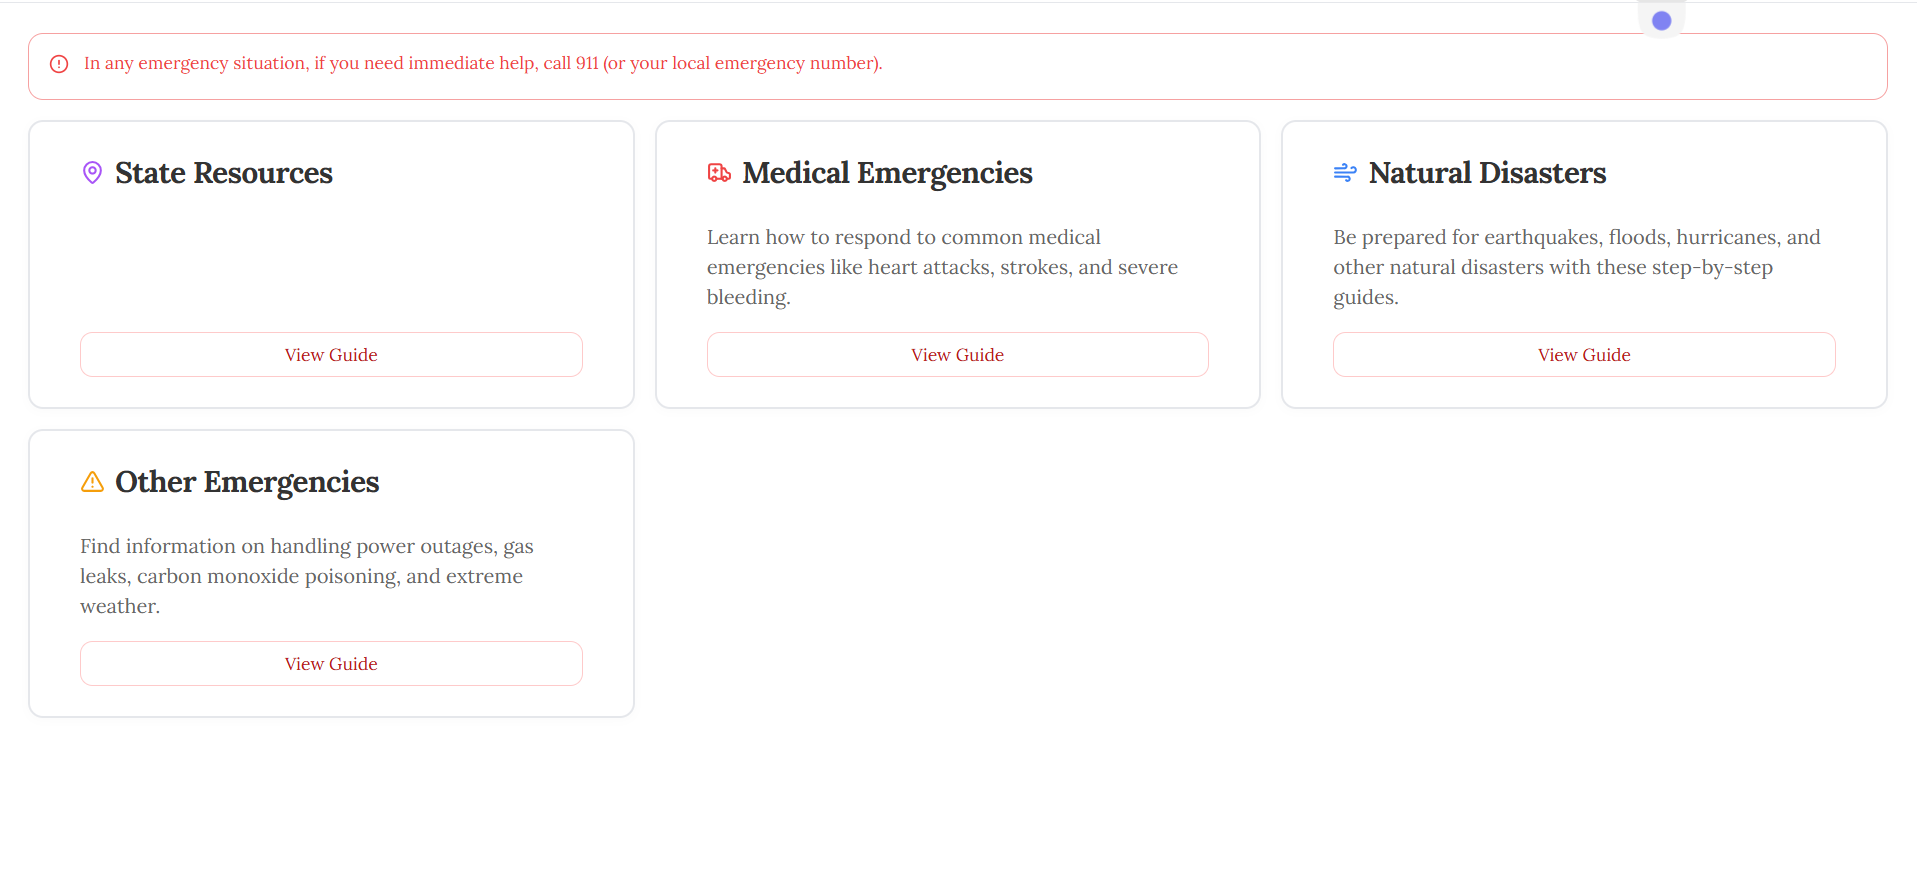 In any emergency situation, if you need immediate help, call 911 (or your local emergency number).
State Resources
View Guide
Medical Emergencies
Learn how to respond to common medical
emergencies like heart attacks, strokes, and severe
bleeding.
View Guide
Natural Disasters
Be prepared for earthquakes, floods, hurricanes, and
other natural disasters with these step-by-step
guides.
View Guide
Other Emergencies
Find information on handling power outages, gas
leaks, carbon monoxide poisoning, and extreme
weather.
View Guide